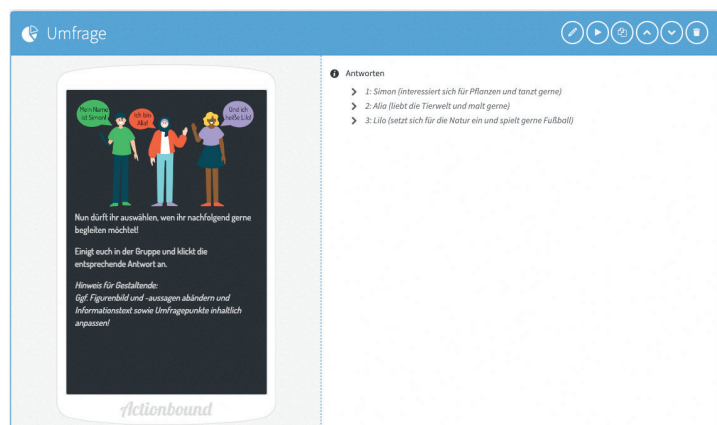 Umfrage
Mein Name
ist Simon!
Ich bin
Alia!
Und ich
heiße Lilo!
Nun dürft ihr auswählen, wen ihr nachfolgend gerne
begleiten möchtet!
Einigt euch in der Gruppe und klickt die
entsprechende Antwort an.
Hinweis für Gestaltende:
Ggf. Figurenbild und -aussagen abändern und
Informationstext sowie Umfragepunkte inhaltlich
anpassen!
Actionbound
Antworten
1: Simon (interessiert sich für Pflanzen und tanzt gerne)
2: Alia (liebt die Tierwelt und malt gerne)
3: Lilo (setzt sich für die Natur ein und spielt gerne Fußball)